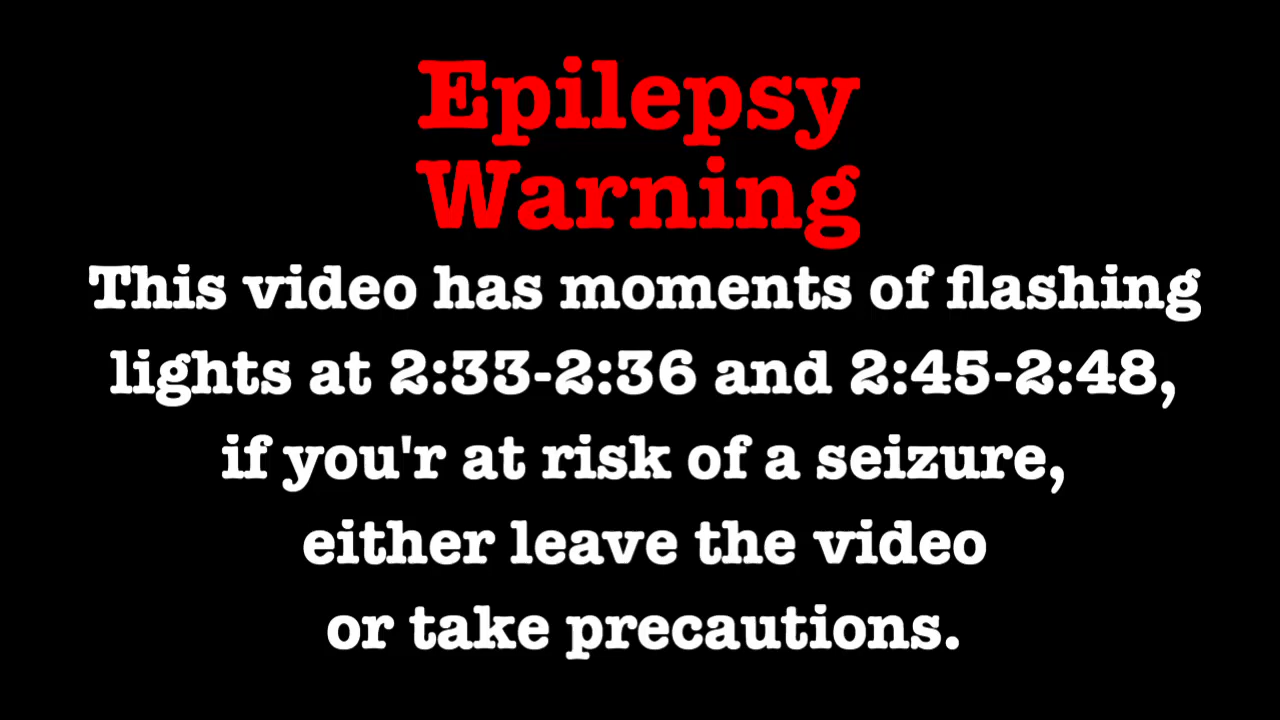 Epilepsy
Warning
This video has moments of flashing
lights at 2:33-2:36 and 2:45-2:48,
if you'r at risk of a seizure,
either leave the video
or take precautions.